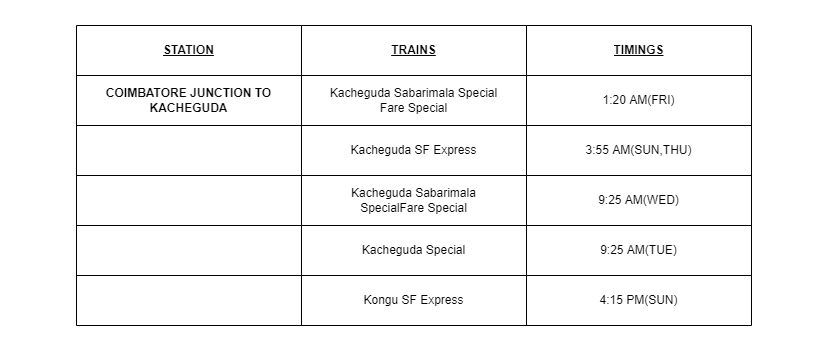 STATION
TRAINS
TIMINGS
COIMBATORE JUNCTION TO
KACHEGUDA
Kacheguda Sabarimala Special
Fare Special
1:20 AM(FRI)
Kacheguda SF Express
3:55 AM(SUN,THU)
Kacheguda Sabarimala
SpecialFare Special
9:25 AM(WED)
Kacheguda Special
9:25 AM(TUE)
Kongu SF Express
4:15 PM(SUN)